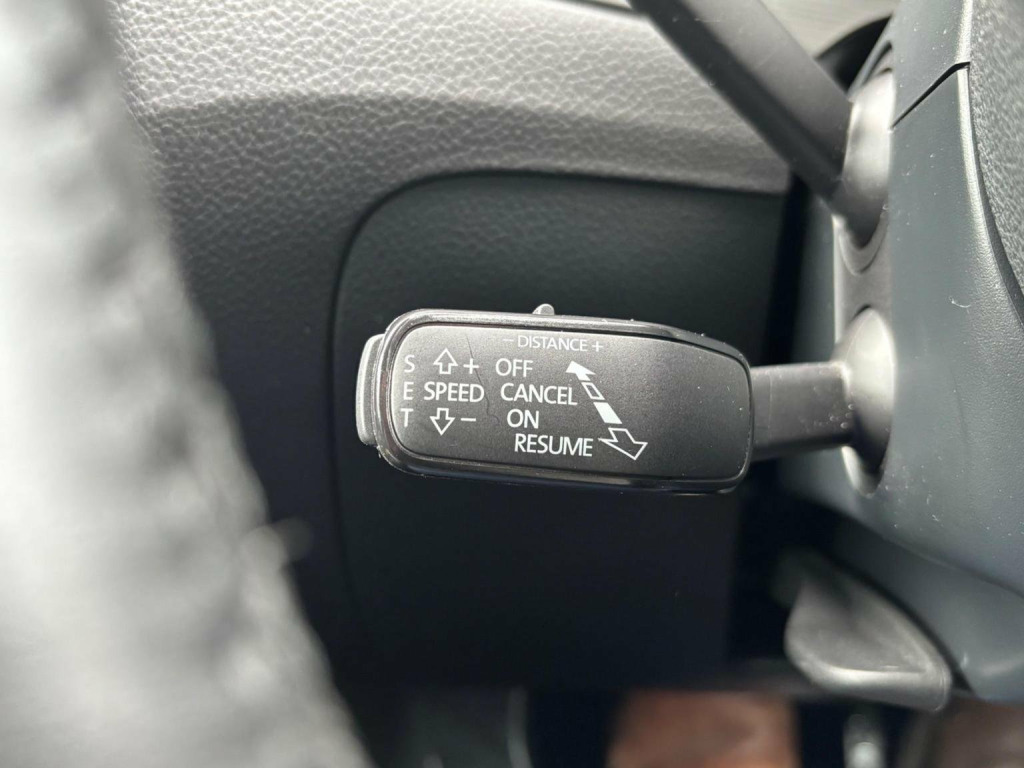 - DISTANCE +
S + OFF
E SPEED CANCEL
T - ON
RESUME